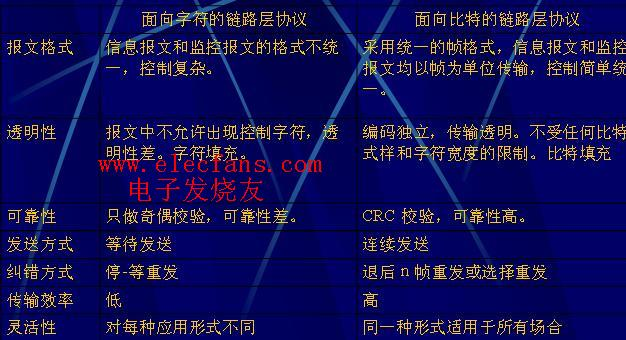 面向字符的链路层协议 面向比特的链路层协议
报文格式 信息报文和监控报文的格式不统 采用统一的帧格式，信息报文和监控
一，控制复杂。 报文均以帧为单位传输，控制简单统
一。
透明性 报文中不允许出现控制字符，透 编码独立，传输透明。不受任何比特
明性差。字符填充。 式样和字符宽度的限制。比特填充
www.elecfans.com
电子发烧友
可靠性 只做奇偶校验，可靠性差。 CRC 校验，可靠性高。
发送方式 等待发送 连续发送
纠错方式 停-等重发 退后 n 帧重发或选择重发
传输效率 低 高
灵活性 对每种应用形式不同 同一种形式适用于所有场合